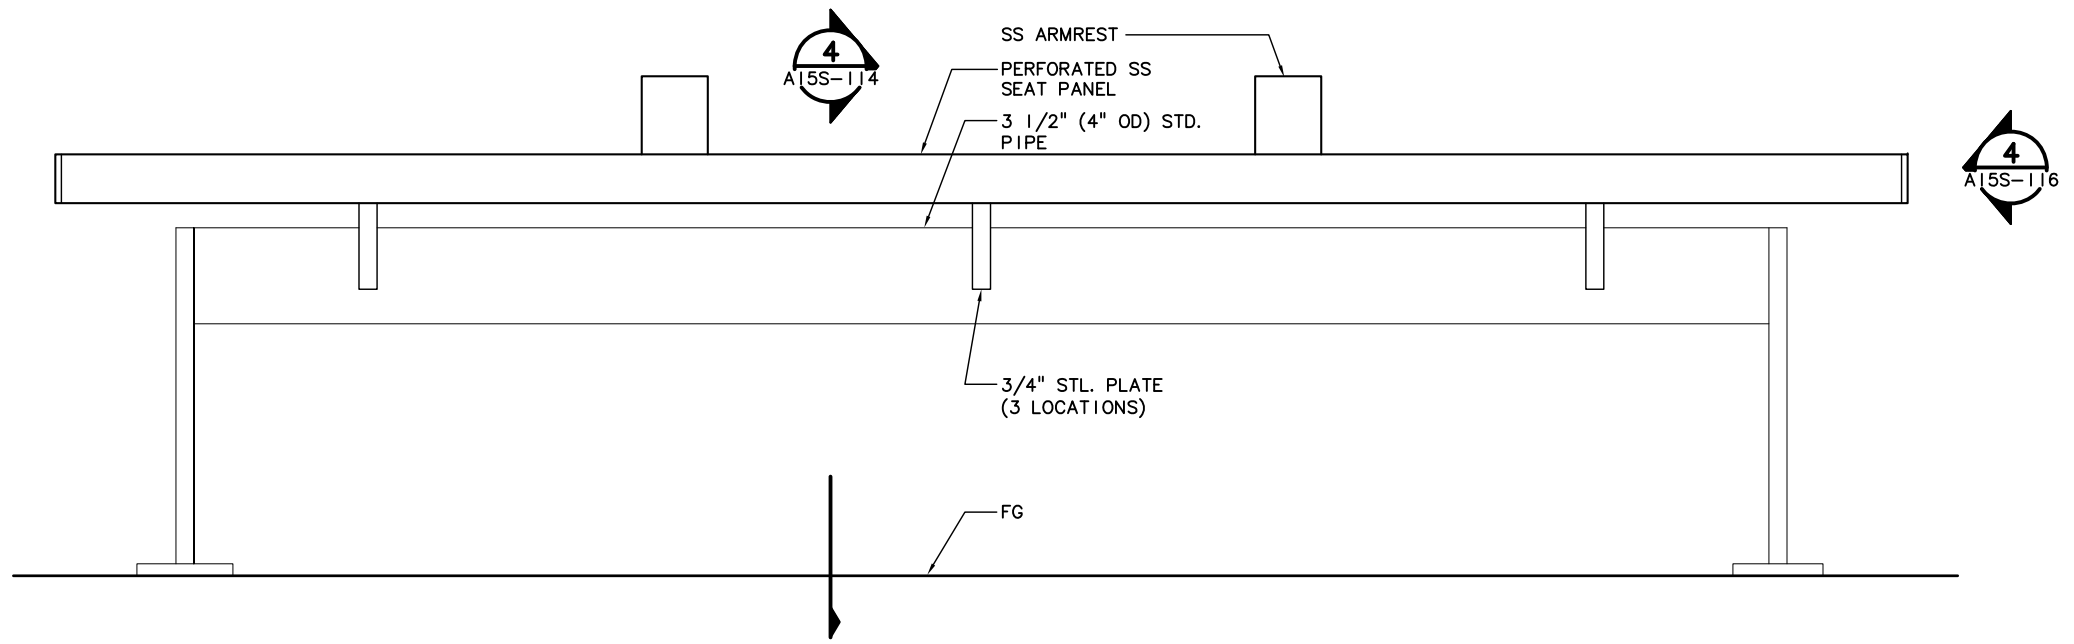 SS ARMREST
4
A15S-114
PERFORATED SS
SEAT PANEL
3 1/2" (4" OD) STD.
PIPE
4
A15S-116
3/4" STL. PLATE
(3 LOCATIONS)
FG